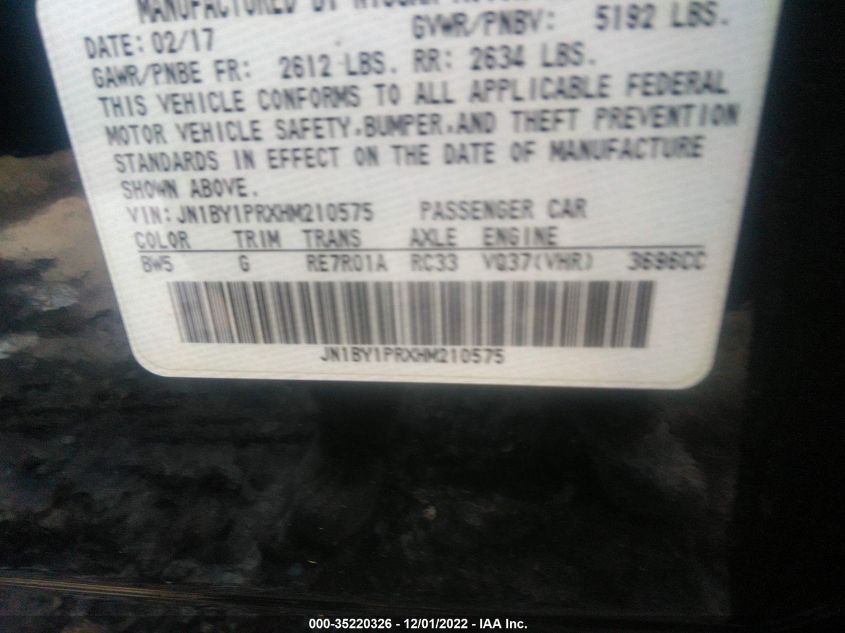 MANUFACTURED BY NISSAN
DATE: 02/17 GVWR/PNBV: 5192 LBS.
GAWR/PNBE FR: 2612 LBS. RR: 2634 LBS.
THIS VEHICLE CONFORMS TO ALL APPLICABLE FEDERAL
MOTOR VEHICLE SAFETY,BUMPER,AND THEFT PREVENTION
STANDARDS IN EFFECT ON THE DATE OF MANUFACTURE
SHOWN ABOVE.
VIN:JN1BY1PRXHM210575 PASSENGER CAR
COLOR TRIM TRANS AXLE ENGINE
BW5 G RE7R01A RC33 VQ37(VHR) 3696CC
JN1BY1PRXHM210575
000-35220326 - 12/01/2022 - IAA Inc.